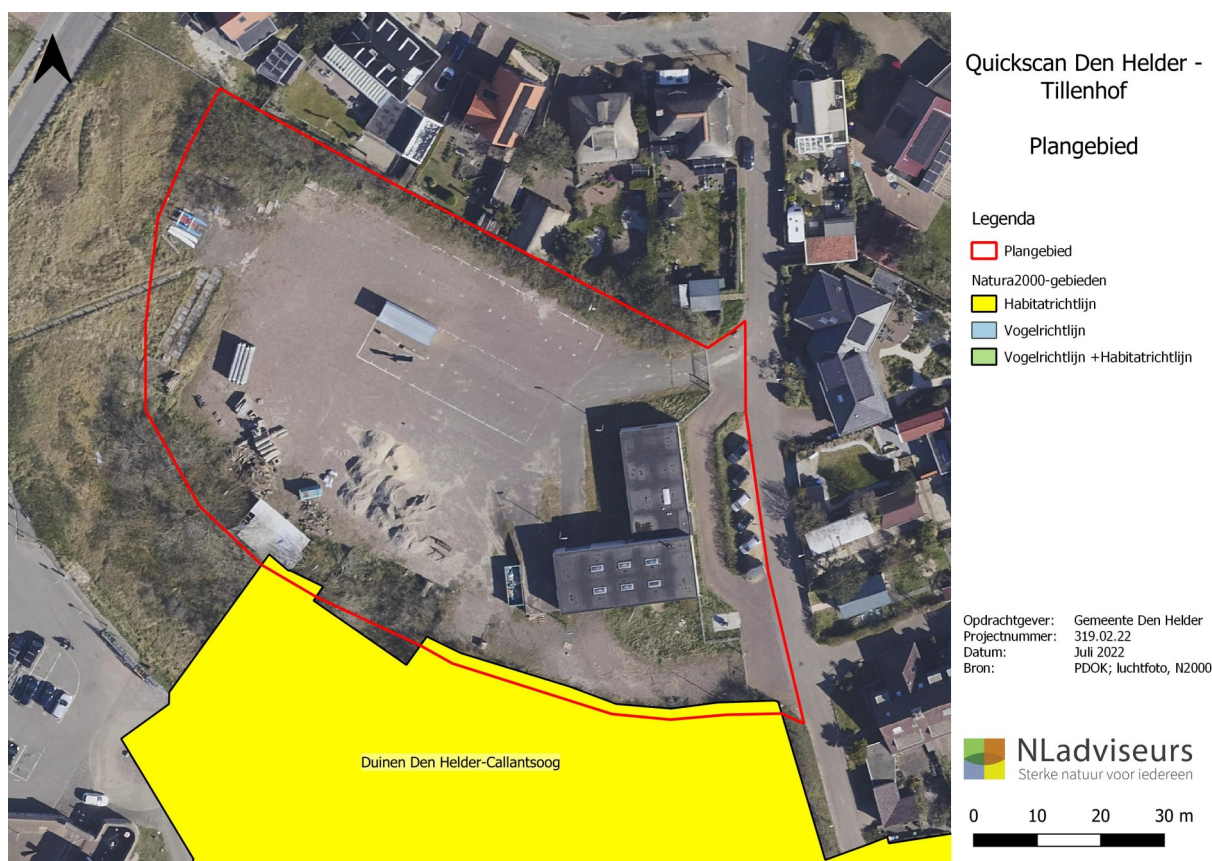 Quickscan Den Helder -
Tillenhof
Plangebied
Legenda
Plangebied
Natura2000-gebieden
Habitatrichtlijn
Vogelrichtlijn
Vogelrichtlijn +Habitatrichtlijn
Duinen Den Helder-Callantsoog
Opdrachtgever: Gemeente Den Helder
Projectnummer: 319.02.22
Datum: Juli 2022
Bron: PDOK; luchtfoto, N2000
NLadviseurs
Sterke natuur voor iedereen
0 10 20 30 m